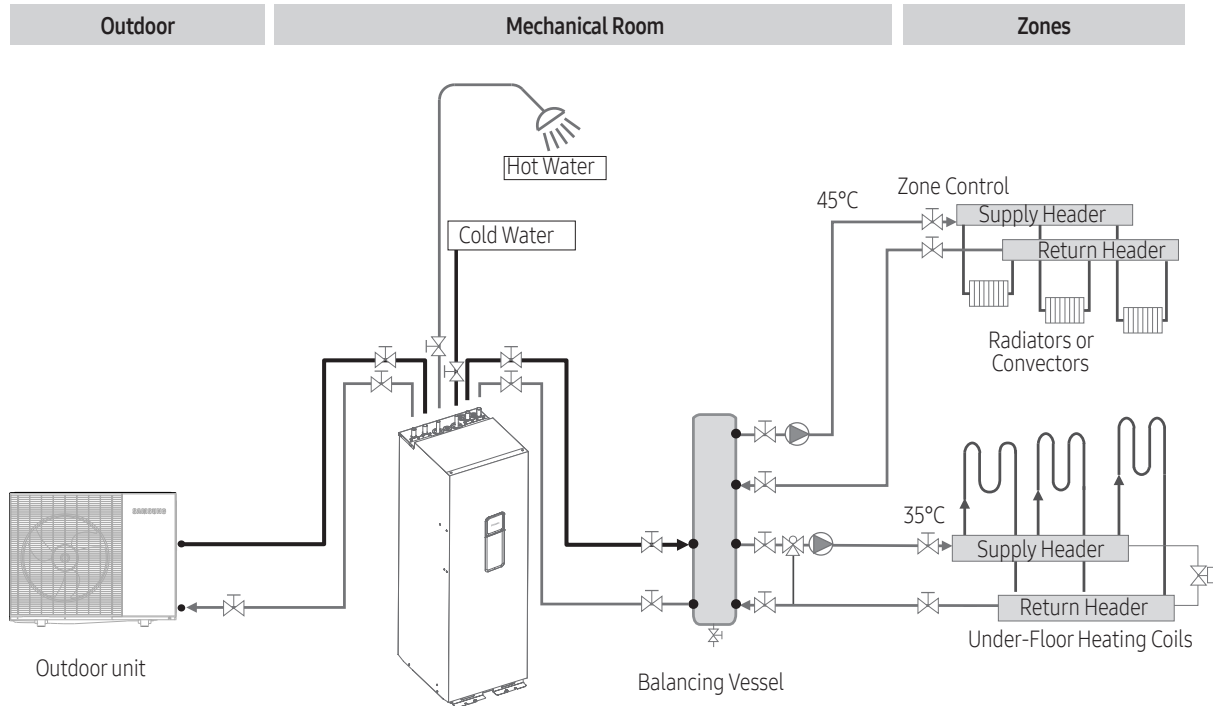 Outdoor
Mechanical Room
Zones
Hot Water
Cold Water
45°C
Zone Control
Supply Header
Return Header
Radiators or
Convectors
SAMSUNG
35°C
Supply Header
Return Header
Under-Floor Heating Coils
Outdoor unit
Balancing Vessel